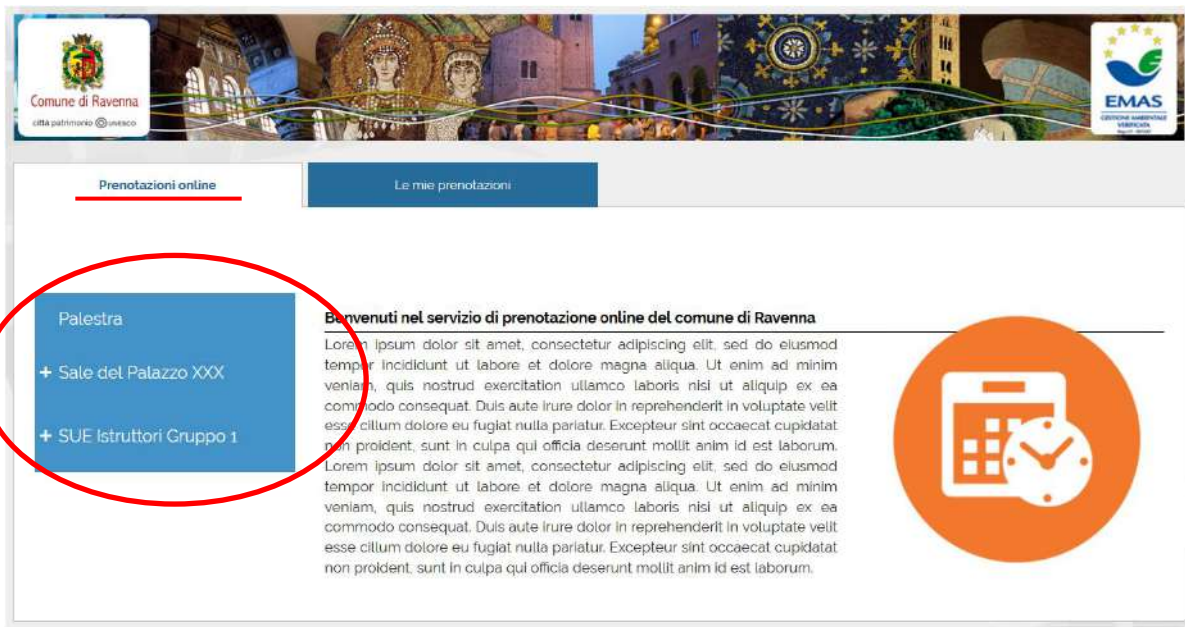 Comune di Ravenna
città patrimonio unesco
EMAS
GESTIONE AMBIENTALE
VERIFICATA
Prenotazioni online
Le mie prenotazioni
Palestra
+ Sale del Palazzo XXX
+ SUE Istruttori Gruppo 1
Benvenuti nel servizio di prenotazione online del comune di Ravenna
Lorem ipsum dolor sit amet, consectetur adipiscing elit, sed do eiusmod
tempor incididunt ut labore et dolore magna aliqua. Ut enim ad minim
veniam, quis nostrud exercitation ullamco laboris nisi ut aliquip ex ea
commodo consequat. Duis aute irure dolor in reprehenderit in voluptate velit
esse cillum dolore eu fugiat nulla pariatur. Excepteur sint occaecat cupidatat
non proident, sunt in culpa qui officia deserunt mollit anim id est laborum.
Lorem ipsum dolor sit amet, consectetur adipiscing elit, sed do eiusmod
tempor incididunt ut labore et dolore magna aliqua. Ut enim ad minim
veniam, quis nostrud exercitation ullamco laboris nisi ut aliquip ex ea
commodo consequat. Duis aute irure dolor in reprehenderit in voluptate velit
esse cillum dolore eu fugiat nulla pariatur. Excepteur sint occaecat cupidatat
non proident, sunt in culpa qui officia deserunt mollit anim id est laborum.